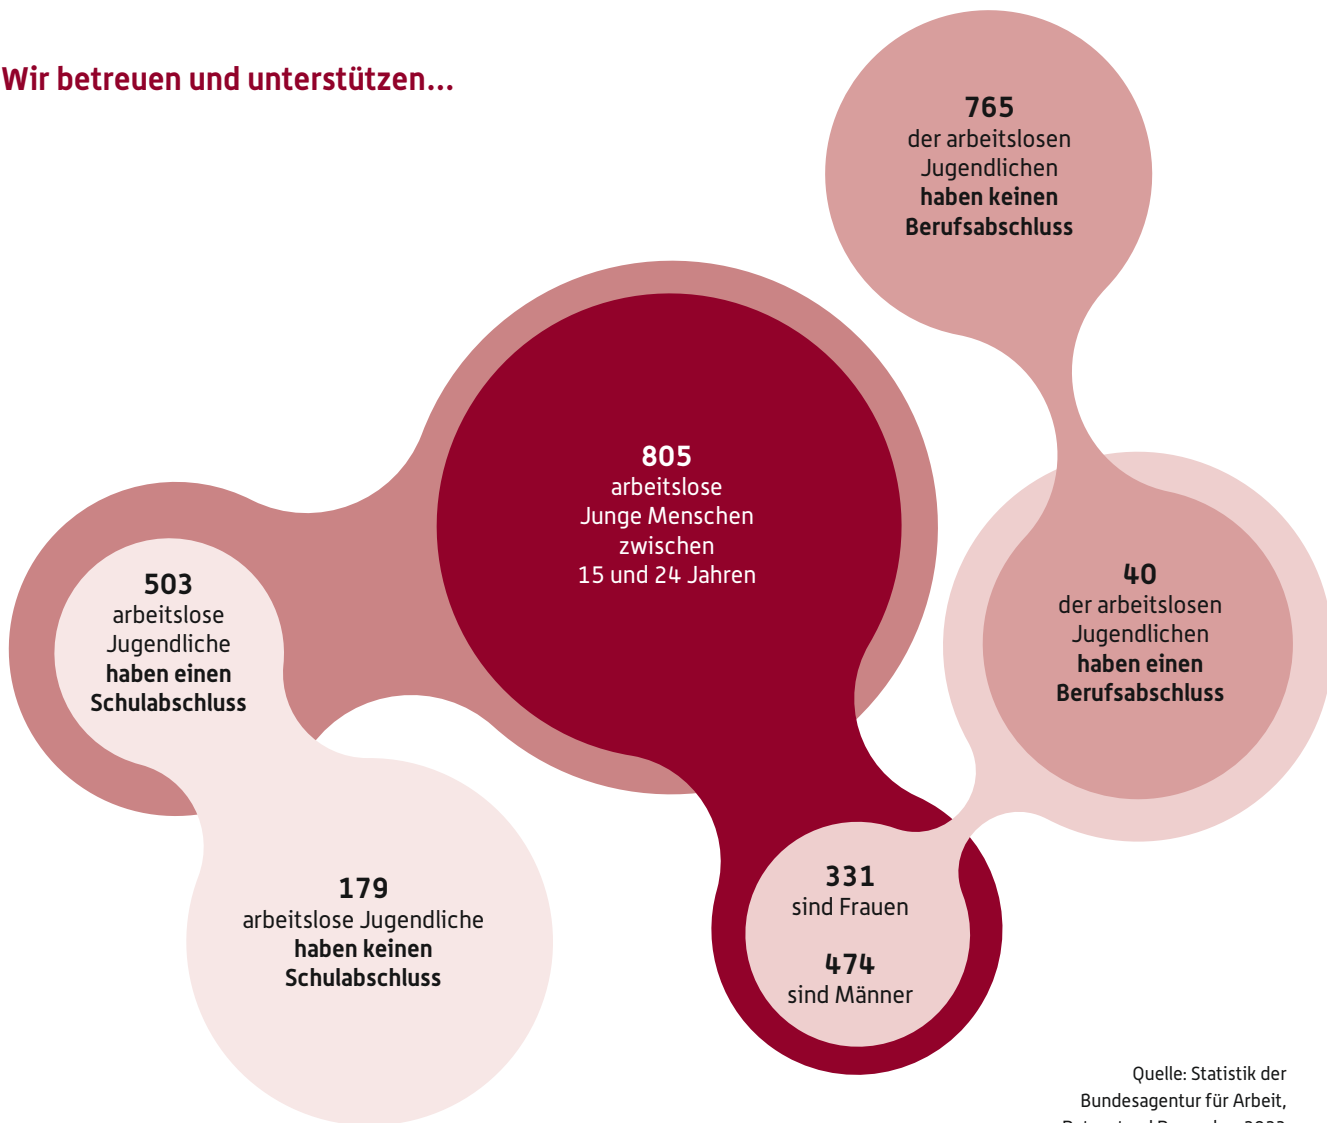 Wir betreuen und unterstützen...
765
der arbeitslosen
Jugendlichen
haben keinen
Berufsabschluss
805
arbeitslose
Junge Menschen
zwischen
15 und 24 Jahren
503
arbeitslose
Jugendliche
haben einen
Schulabschluss
40
der arbeitslosen
Jugendlichen
haben einen
Berufsabschluss
179
arbeitslose Jugendliche
haben keinen
Schulabschluss
331
sind Frauen
474
sind Männer
Quelle: Statistik der
Bundesagentur für Arbeit,